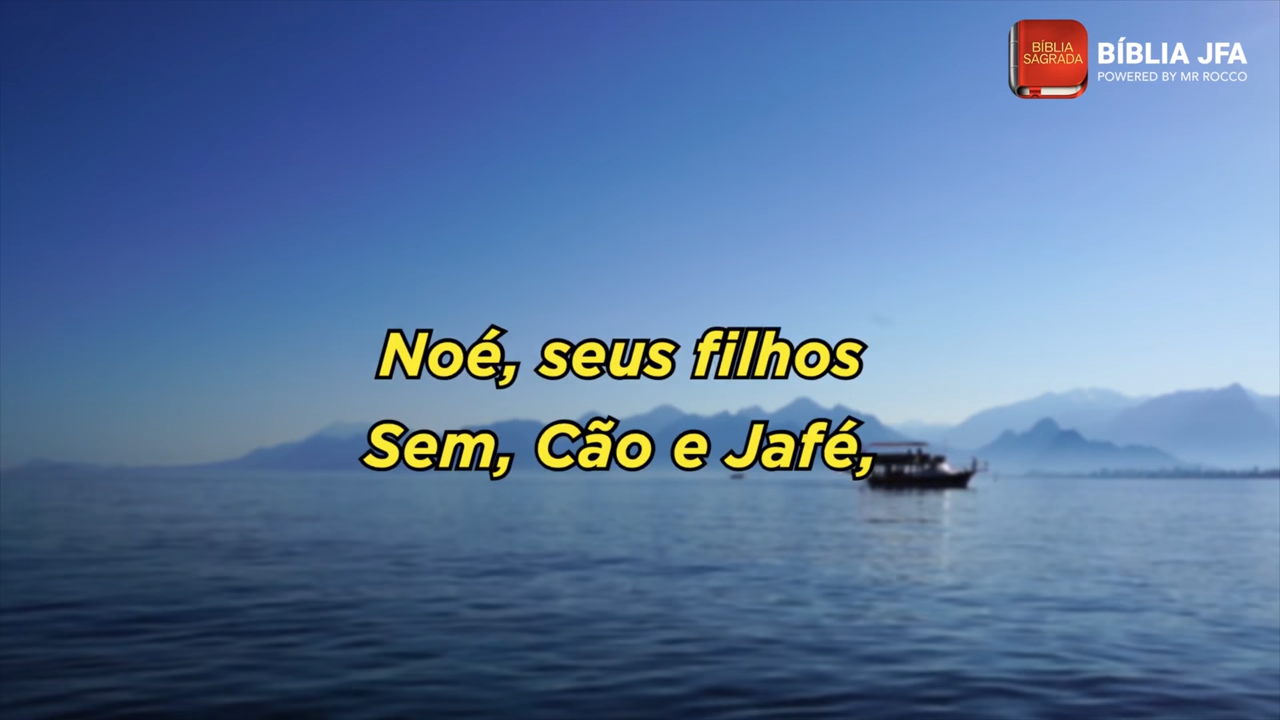 BÍBLIA
SAGRADA
BÍBLIA JFA
POWERED BY MR ROCCO
Noé, seus filhos
Sem, Cão e Jafé,